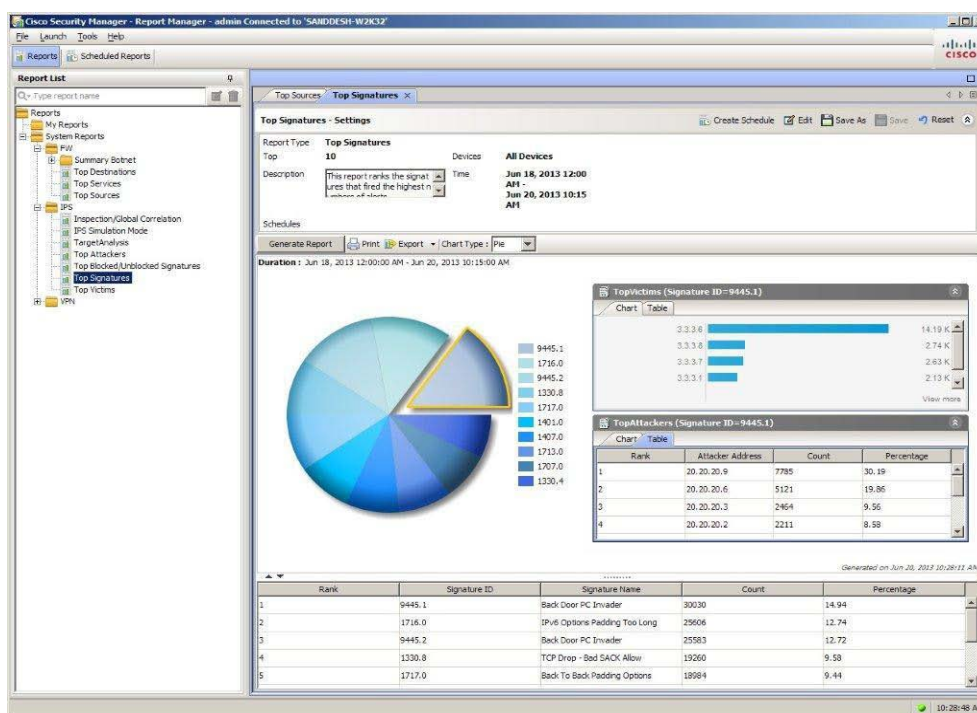 Cisco Security Manager - Report Manager - admin Connected to 'SANDDESH-W2K32'
File Launch Tools Help
Reports Scheduled Reports
CISCO
Report List
Type report name
Reports
My Reports
System Reports
FW
Summary Botnet
Top Destinations
Top Services
Top Sources
IPS
Inspection/Global Correlation
IPS Simulation Mode
TargetAnalysis
Top Attackers
Top Blocked/Unblocked Signatures
Top Signatures
Top Victims
VPN
Top Sources Top Signatures
Top Signatures - Settings Create Schedule Edit Save As Save Reset
Report Type Top Signatures
Top 10 Devices All Devices
Description This report ranks the signat
ures that fired the highest n
umbers of alerts
Time Jun 18, 2013 12:00
AM -
Jun 20, 2013 10:15
AM
Schedules
Generate Report Print Export Chart Type : Pie
Duration : Jun 18, 2013 12:00:00 AM - Jun 20, 2013 10:15:00 AM
9445.1
1716.0
9445.2
1330.8
1717.0
1401.0
1407.0
1713.0
1707.0
1330.4
TopVictims (Signature ID=9445.1)
Chart Table
3.3.3.6 14.19 K
3.3.3.8 2.74 K
3.3.3.7 2.63 K
3.3.3.1 2.13 K
View more
TopAttackers (Signature ID=9445.1)
Chart Table
Rank Attacker Address Count Percentage
1 20.20.20.9 7785 30.19
2 20.20.20.6 5121 19.86
3 20.20.20.3 2464 9.56
4 20.20.20.2 2211 8.58
Generated on Jun 20, 2013 10:28:11 AM
Rank Signature ID Signature Name Count Percentage
1 9445.1 Back Door PC Invader 30030 14.94
2 1716.0 IPv6 Options Padding Too Long 25606 12.74
3 9445.2 Back Door PC Invader 25583 12.72
4 1330.8 TCP Drop - Bad SACK Allow 19260 9.58
5 1717.0 Back To Back Padding Options 18984 9.44
10:28:48 A